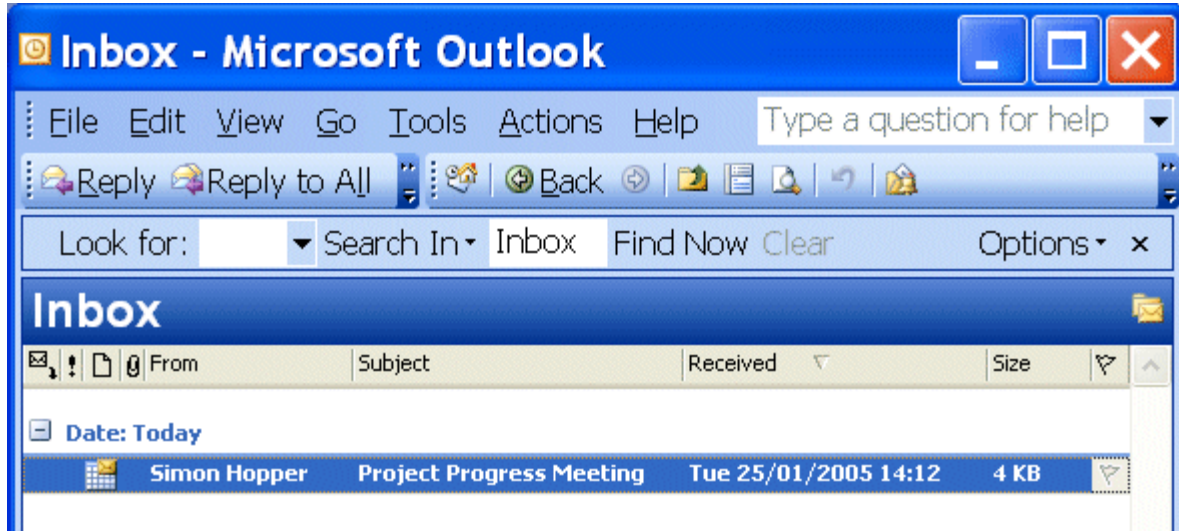 Inbox - Microsoft Outlook
File Edit View Go Tools Actions Help Type a question for help
Reply Reply to All Back
Look for: Search In Inbox Find Now Clear Options
Inbox
From Subject Received Size
Date: Today
Simon Hopper Project Progress Meeting Tue 25/01/2005 14:12 4 KB